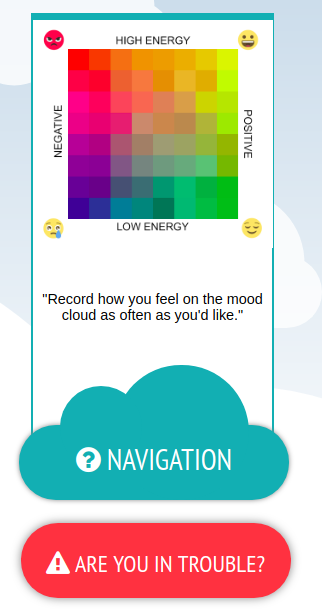 HIGH ENERGY
NEGATIVE
POSITIVE
LOW ENERGY
"Record how you feel on the mood
cloud as often as you'd like."
NAVIGATION
ARE YOU IN TROUBLE?